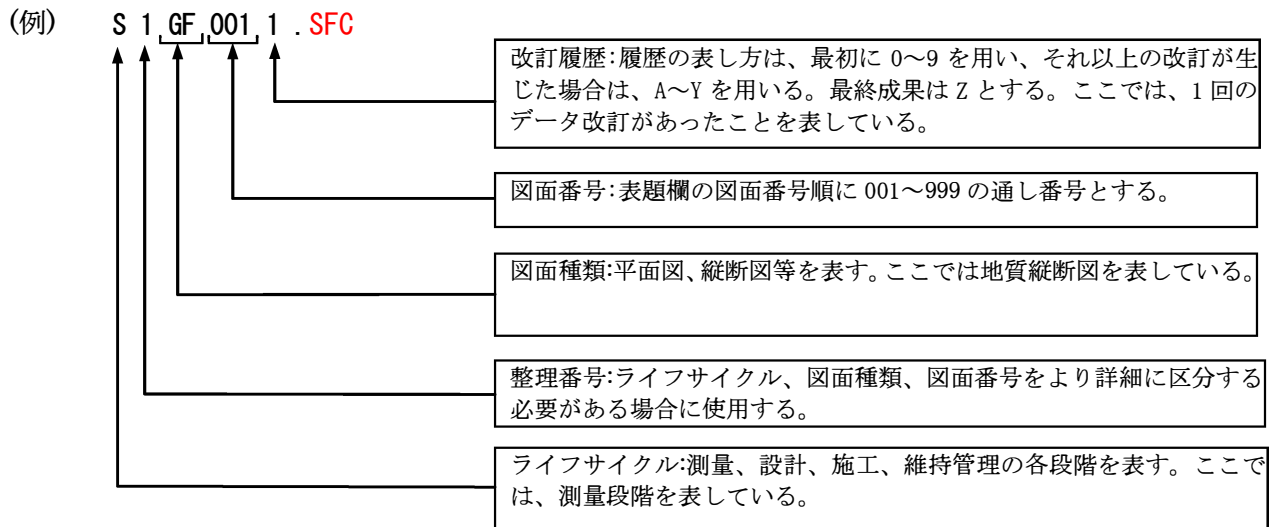 (例) S 1 GF 001 1 . SFC
改訂履歴:履歴の表し方は、最初に 0～9 を用い、それ以上の改訂が生
じた場合は、A～Y を用いる。最終成果は Z とする。ここでは、1 回の
データ改訂があったことを表している。
図面番号:表題欄の図面番号順に 001～999 の通し番号とする。
図面種類:平面図、縦断図等を表す。ここでは地質縦断図を表している。
整理番号:ライフサイクル、図面種類、図面番号をより詳細に区分する
必要がある場合に使用する。
ライフサイクル:測量、設計、施工、維持管理の各段階を表す。ここで
は、測量段階を表している。